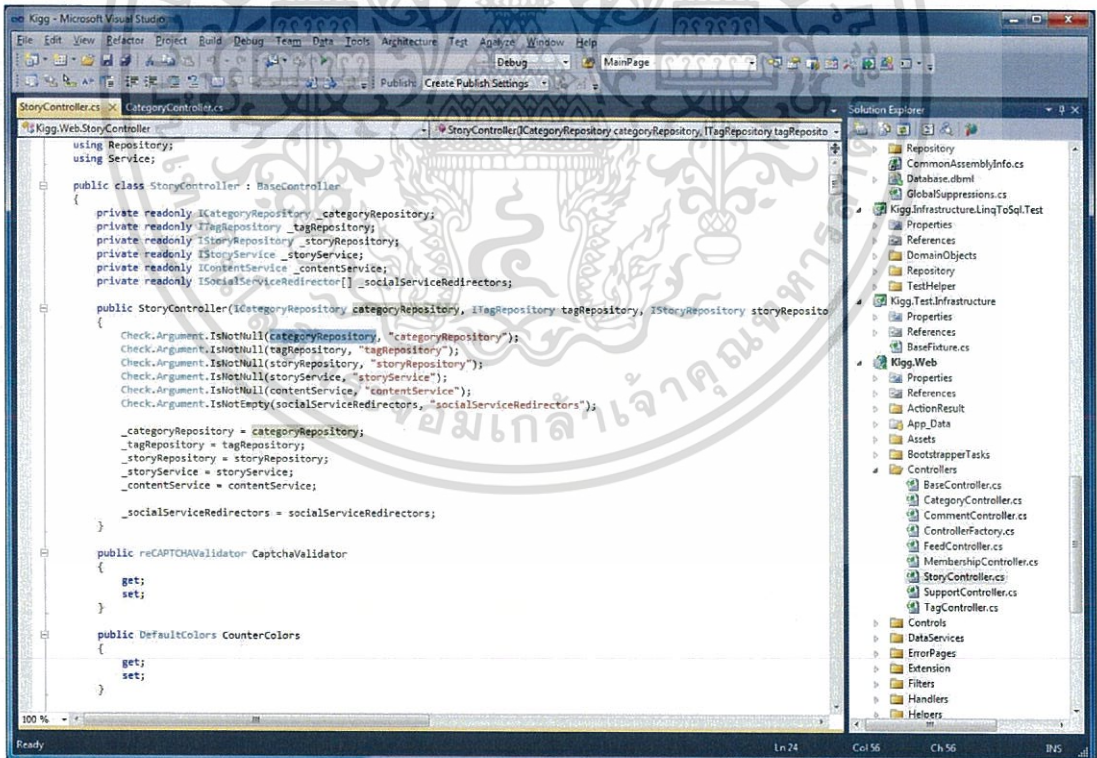 Kigg - Microsoft Visual Studio
File Edit View Refactor Project Build Debug Team Data Tools Architecture Test Analyze Window Help
Debug MainPage
Publish: Create Publish Settings
StoryController.cs CategoryController.cs
Kigg.Web.StoryController StoryController(ICategoryRepository categoryRepository, ITagRepository tagReposito
using Repository;
using Service;
public class StoryController : BaseController
{
private readonly ICategoryRepository _categoryRepository;
private readonly ITagRepository _tagRepository;
private readonly IStoryRepository _storyRepository;
private readonly IStoryService _storyService;
private readonly IContentService _contentService;
private readonly ISocialServiceRedirector[] _socialServiceRedirectors;
public StoryController(ICategoryRepository categoryRepository, ITagRepository tagRepository, IStoryRepository storyReposito
{
Check.Argument.IsNotNull(categoryRepository, "categoryRepository");
Check.Argument.IsNotNull(tagRepository, "tagRepository");
Check.Argument.IsNotNull(storyRepository, "storyRepository");
Check.Argument.IsNotNull(storyService, "storyService");
Check.Argument.IsNotNull(contentService, "contentService");
Check.Argument.IsNotEmpty(socialServiceRedirectors, "socialServiceRedirectors");
_categoryRepository = categoryRepository;
_tagRepository = tagRepository;
_storyRepository = storyRepository;
_storyService = storyService;
_contentService = contentService;
_socialServiceRedirectors = socialServiceRedirectors;
}
public reCAPTCHAValidator CaptchaValidator
{
get;
set;
}
public DefaultColors CounterColors
{
get;
set;
}
100 %
Solution Explorer
Repository
CommonAssemblyInfo.cs
Database.dbml
GlobalSuppressions.cs
Kigg.Infrastructure.LinqToSql.Test
Properties
References
DomainObjects
Repository
TestHelper
Kigg.Test.Infrastructure
Properties
References
BaseFixture.cs
Kigg.Web
Properties
References
ActionResult
App_Data
Assets
BootstrapperTasks
Controllers
BaseController.cs
CategoryController.cs
CommentController.cs
ControllerFactory.cs
FeedController.cs
MembershipController.cs
StoryController.cs
SupportController.cs
TagController.cs
Controls
DataServices
ErrorPages
Extension
Filters
Handlers
Helpers
Ready Ln 24 Col 56 Ch 56 INS